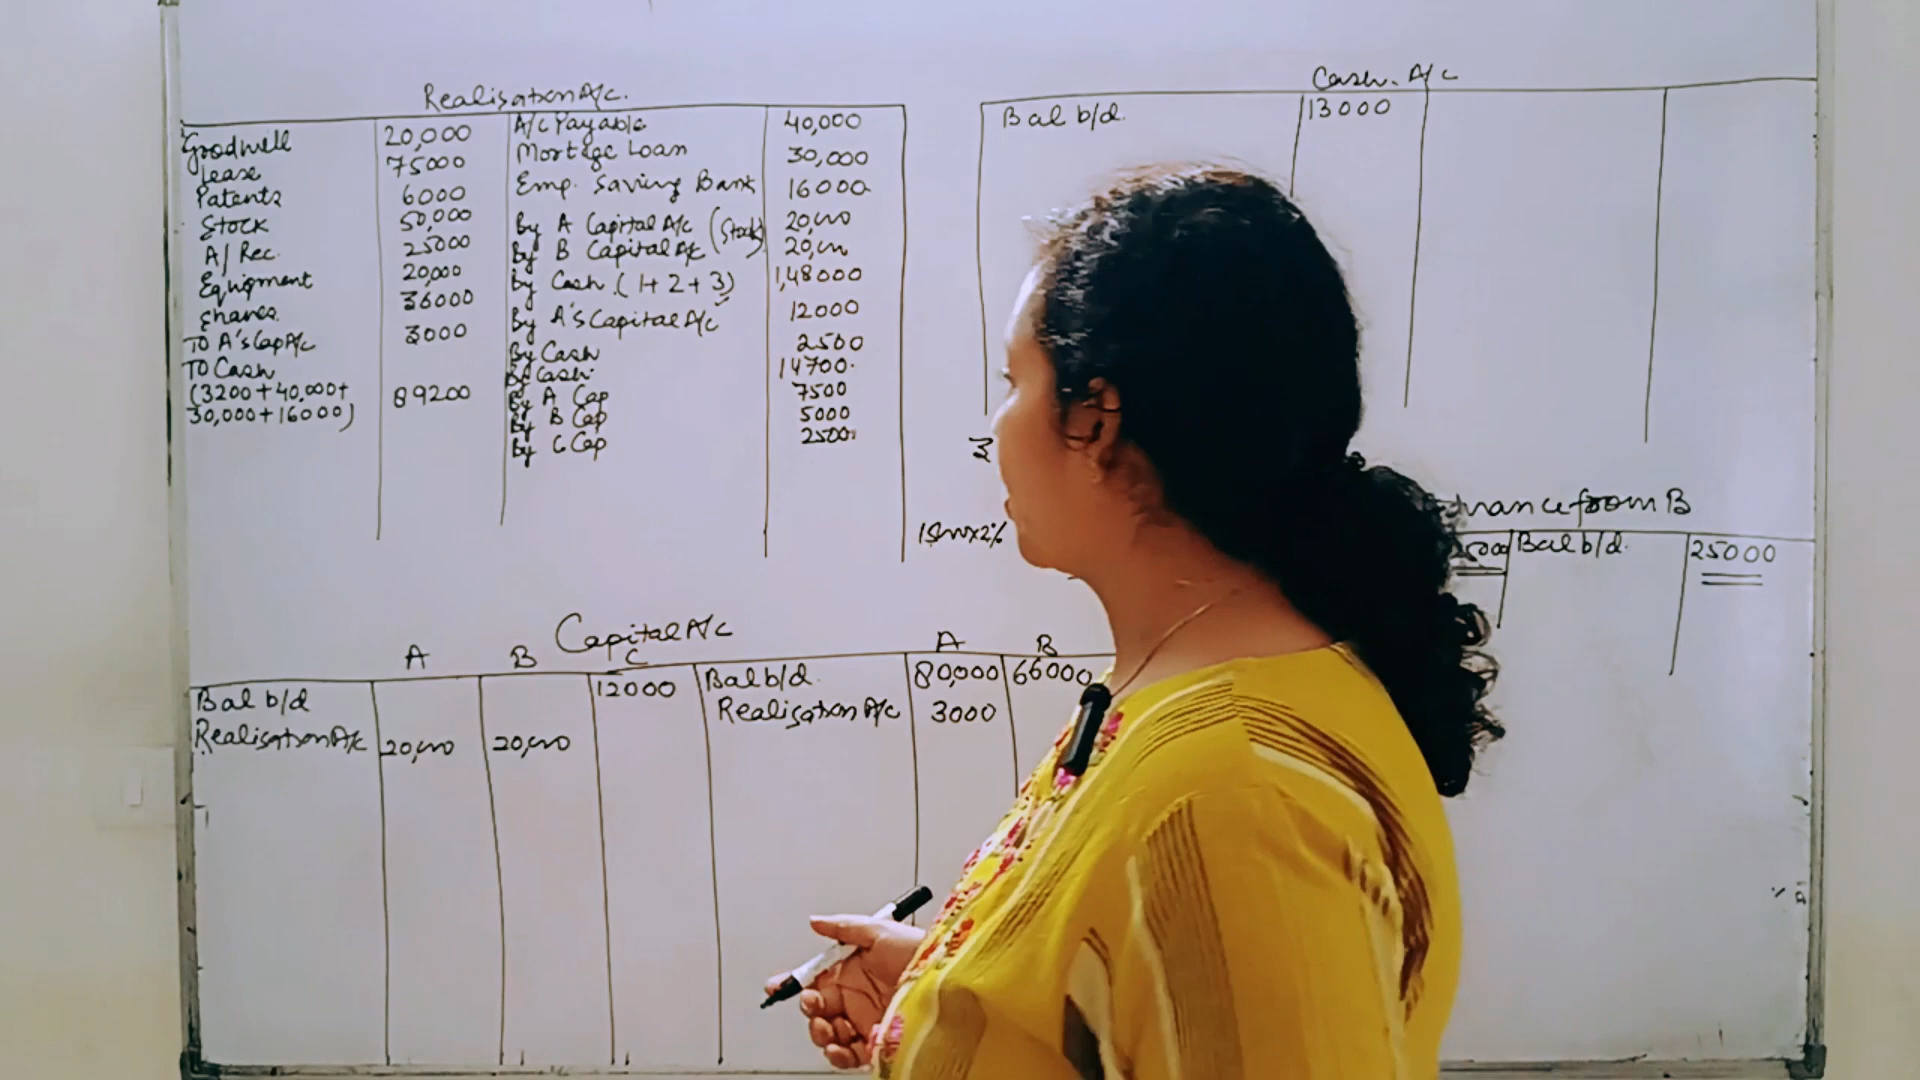 Realisation A/c.
Goodwill 20,000 A/c Payable 40,000
Lease 75000 Mortege Loan 30,000
Patents 6000 Emp. Saving Bank 16000
Stock 50,000 By A Capital A/c (Stock) 20,000
A/Rec. 25000 By B Capital A/c 20,000
Equipment 20,000 By Cash (1+2+3) 1,48000
Shares 36000 By A's Capital A/c 12000
To A's Cap A/c 3000 By Cash 2500
To Cash By Cash 14700
(3200+40,000+ 89200 By A Cap 7500
30,000+16000) By B Cap 5000
By C Cap 2500
Cash A/c
Bal b/d. 13000
from B
Bal b/d. 25000
Capital A/c
A B C A B
Bal b/d 12000 Bal b/d. 80,000 66000
Realisation A/c 20,000 20,000 Realisation A/c 3000